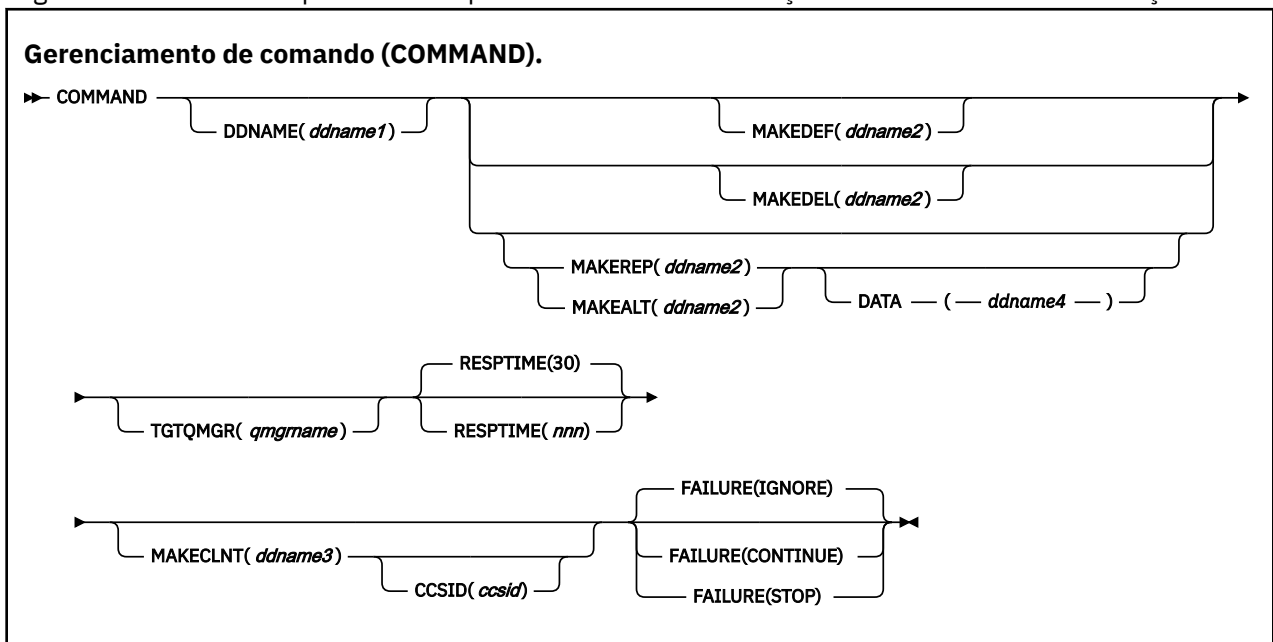 Gerenciamento de comando (COMMAND).
COMMAND
DDNAME( ddname1 )
MAKEDEF( ddname2 )
MAKEDEL( ddname2 )
MAKEREP( ddname2 )
MAKEALT( ddname2 )
DATA ( ddname4 )
RESPTIME(30)
TGTQMGR( qmgrname )
RESPTIME( nnn)
FAILURE(IGNORE)
MAKECLNT( ddname3 )
FAILURE(CONTINUE)
CCSID( ccsid)
FAILURE(STOP)